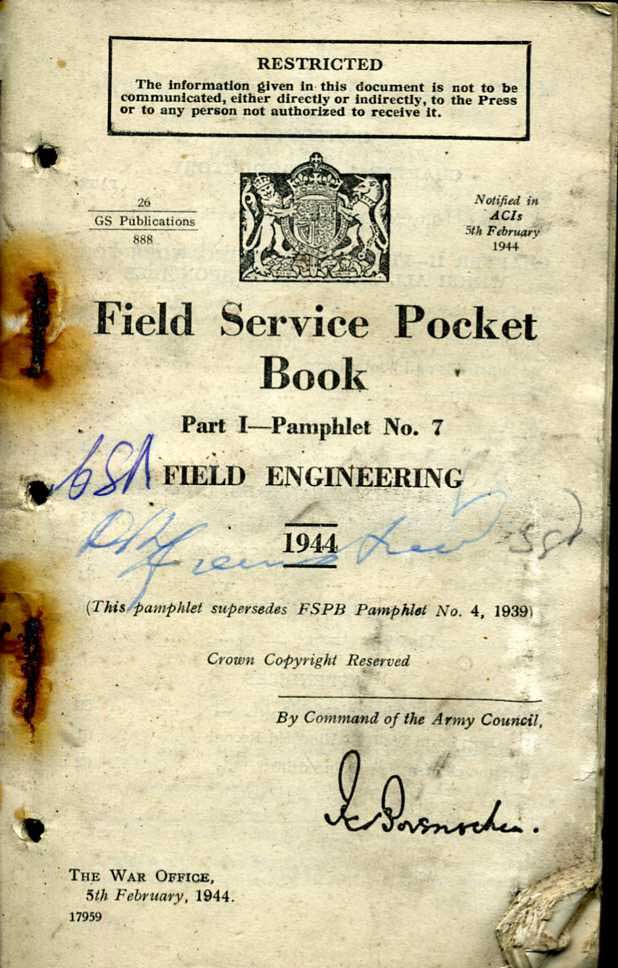 RESTRICTED
The information given in this document is not to be
communicated, either directly or indirectly, to the Press
or to any person not authorized to receive it.
26
GS Publications
888
Notified in
ACIs
5th February
1944
Field Service Pocket
Book
Part I—Pamphlet No. 7
FIELD ENGINEERING
1944
(This pamphlet supersedes FSPB Pamphlet No. 4, 1939)
Crown Copyright Reserved
By Command of the Army Council,
THE WAR OFFICE,
5th February, 1944.
17959